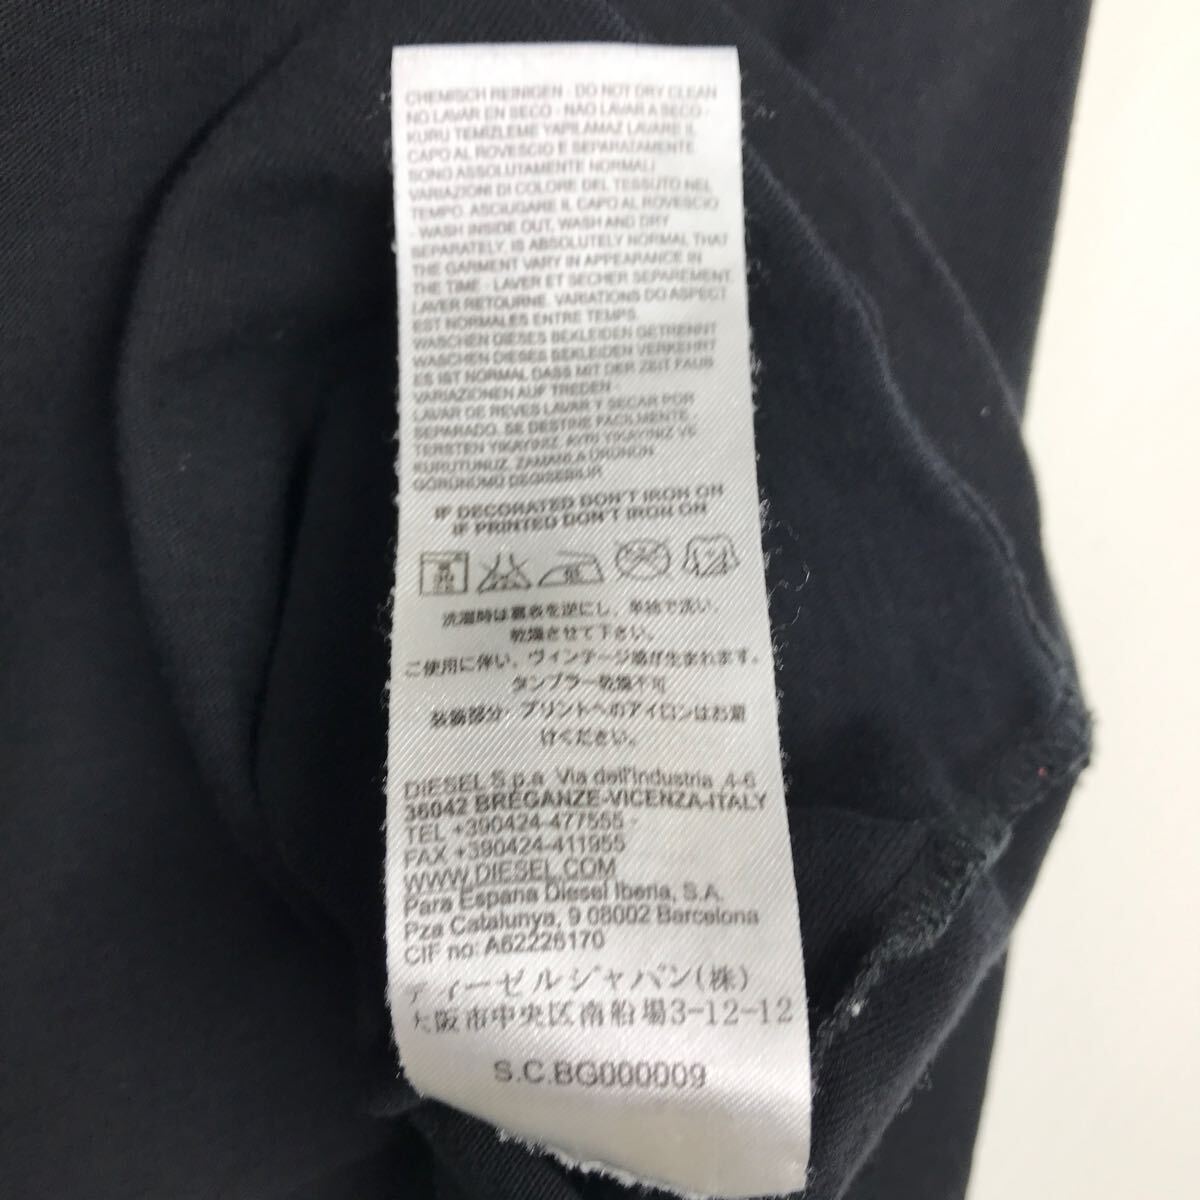 CHEMISCH REINIGEN - DO NOT DRY CLEAN
NO LAVAR EN SECO - NAO LAVAR A SECO -
KURU TEMIZLEME YAPILAMAZ LAVARE IL
CAPO AL ROVESCIO E SEPARATAMENTE.
SONO ASSOLUTAMENTE NORMALI
VARIAZIONI DI COLORE DEL TESSUTO NEL
TEMPO. ASCIUGARE IL CAPO AL ROVESCIO
- WASH INSIDE OUT, WASH AND DRY
SEPARATELY. IS ABSOLUTELY NORMAL THAT
THE GARMENT VARY IN APPEARANCE IN
THE TIME - LAVER ET SECHER SEPAREMENT.
LAVER RETOURNE. VARIATIONS DO ASPECT
EST NORMALES ENTRE TEMPS.
WASCHEN DIESES BEKLEIDEN GETRENNT
WASCHEN DIESES BEKLEIDEN VERKEHRT
ES IST NORMAL DASS MIT DER ZEIT FAUB
VARIAZIONEN AUF TREDEN -
LAVAR DE REVES LAVAR Y SECAR POR
SEPARADO. SE DESTINE FACILMENTE -
TERSTEN YIKAYINIZ. AYRI YIKAYINIZ VE
KURUTUNUZ. ZAMANLA ÜRÜNÜN
GÖRÜNÜMÜ DEGISEBILIR
IF DECORATED DON'T IRON ON
IF PRINTED DON'T IRON ON
洗濯時は裏表を逆にし、単独で洗い、
乾燥させて下さい。
ご使用に伴い、ヴィンテージ感が生まれます。
タンブラー乾燥不可
装飾部分・プリントへのアイロンはお避
けください。
DIESEL S.p.a. Via dell'Industria, 4-6
36042 BREGANZE-VICENZA-ITALY
TEL +390424-477555 -
FAX +390424-411955
WWW.DIESEL.COM
Para Espana Diesel Iberia, S.A.
Pza Catalunya, 9 08002 Barcelona
CIF no: A62226170
ディーゼルジャパン(株)
大阪市中央区南船場3-12-12
S.C.BG000009